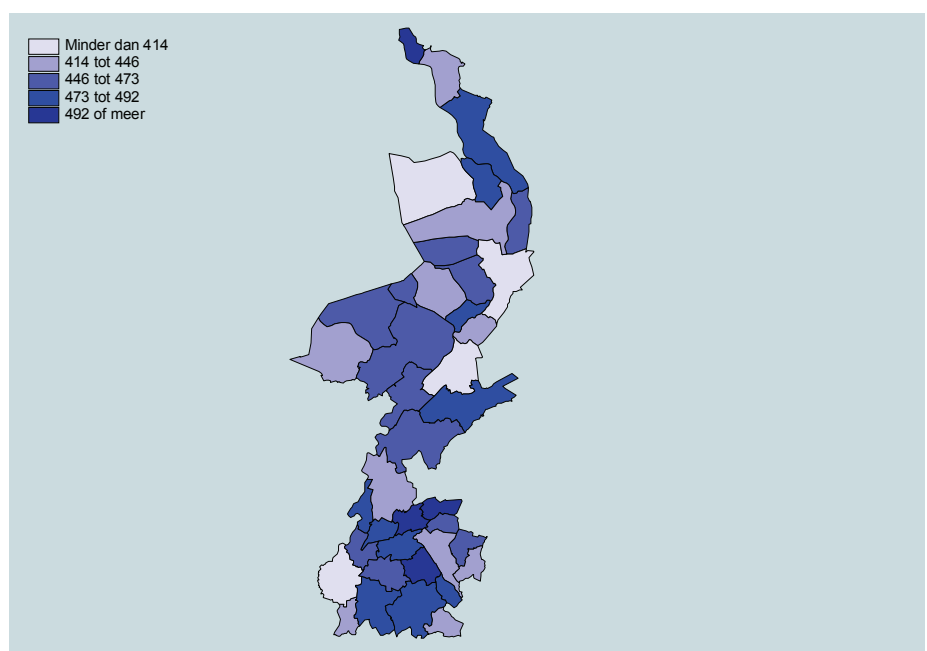 Minder dan 414
414 tot 446
446 tot 473
473 tot 492
492 of meer